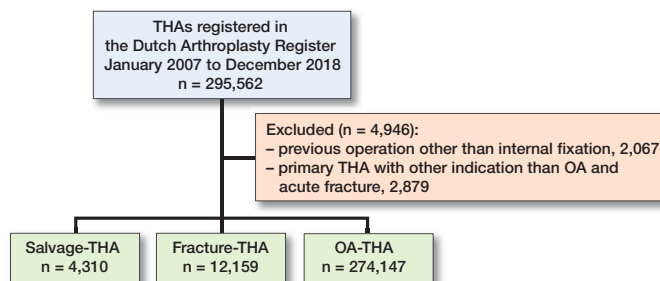 THAs registered in
the Dutch Arthroplasty Register
January 2007 to December 2018
n = 295,562
Excluded (n = 4,946):
– previous operation other than internal fixation, 2,067
– primary THA with other indication than OA and
acute fracture, 2,879
Salvage-THA
n = 4,310
Fracture-THA
n = 12,159
OA-THA
n = 274,147